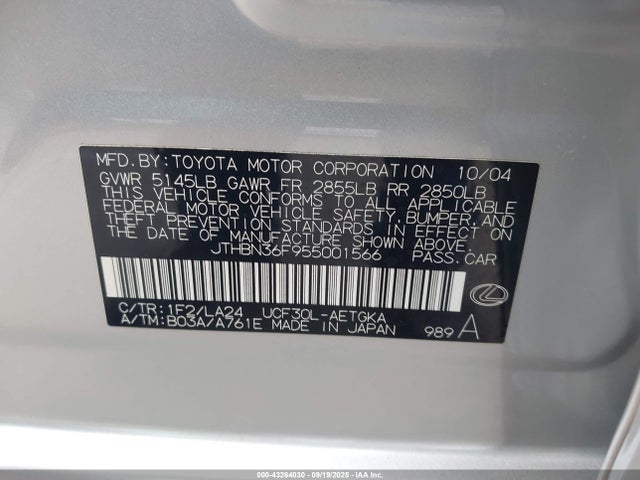 MFD. BY: TOYOTA MOTOR CORPORATION 10/04
GVWR 5145LB GAWR FR 2855LB RR 2850LB
THIS VEHICLE CONFORMS TO ALL APPLICABLE
FEDERAL MOTOR VEHICLE SAFETY, BUMPER, AND
THEFT PREVENTION STANDARDS IN EFFECT ON
THE DATE OF MANUFACTURE SHOWN ABOVE.
JTHBN36F955001566 PASS. CAR
C/TR: 1F2/LA24 UCF30L-AETGKA
A/TM: B03A/A761E MADE IN JAPAN 989 A
000-43264030 - 09/19/2025 - IAAI.COM